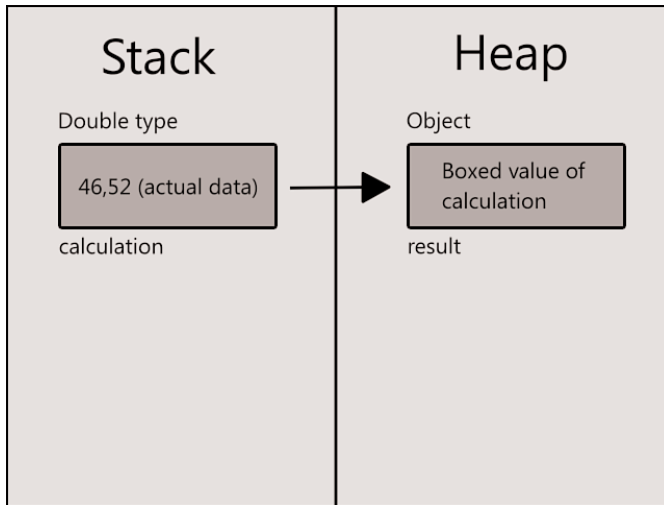 Stack
Double type
46,52 (actual data)
calculation
Heap
Object
Boxed value of
calculation
result